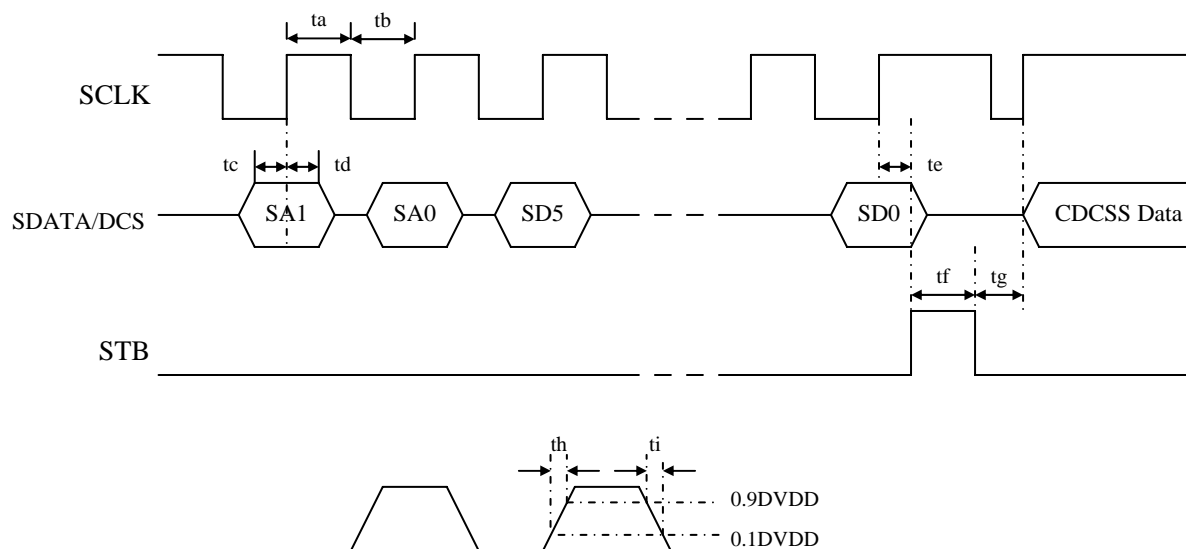 ta tb
SCLK
tc td te
SDATA/DCS SA1 SA0 SD5 SD0 CDCSS Data
tf tg
STB
th ti
0.9DVDD
0.1DVDD